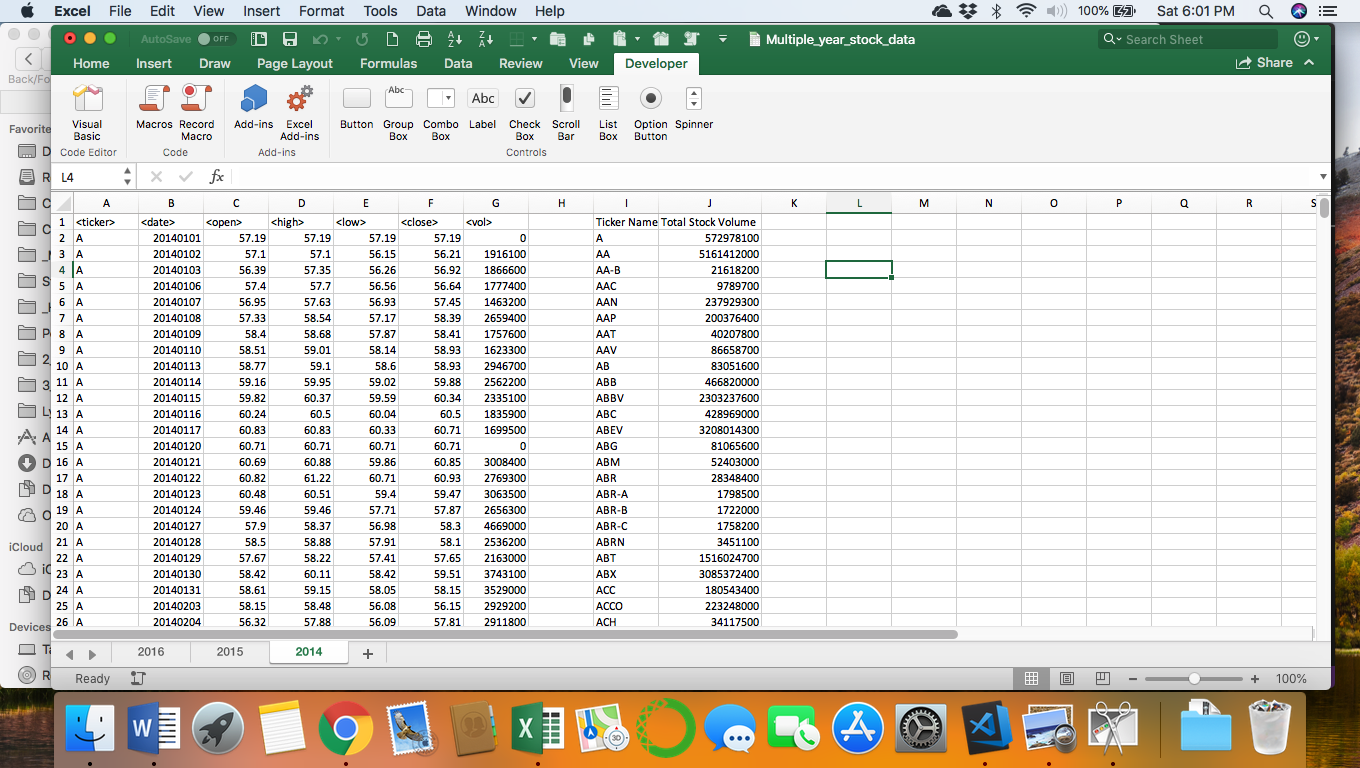 Excel File Edit View Insert Format Tools Data Window Help 100% Sat 6:01 PM
AutoSave OFF Multiple_year_stock_data Search Sheet
Home Insert Draw Page Layout Formulas Data Review View Developer Share
Visual Basic Macros Record Macro Add-ins Excel Add-ins Button Abc Group Box Combo Box Abc Label Check Box Scroll Bar List Box Option Button Spinner
Code Editor Code Add-ins Controls
L4 fx
A B C D E F G H I J K L M N O P Q R S
1 <ticker> <date> <open> <high> <low> <close> <vol> Ticker Name Total Stock Volume
2 A 20140101 57.19 57.19 57.19 57.19 0 A 572978100
3 A 20140102 57.1 57.1 56.15 56.21 1916100 AA 5161412000
4 A 20140103 56.39 57.35 56.26 56.92 1866600 AA-B 21618200
5 A 20140106 57.4 57.7 56.56 56.64 1777400 AAC 9789700
6 A 20140107 56.95 57.63 56.93 57.45 1463200 AAN 237929300
7 A 20140108 57.33 58.54 57.17 58.39 2659400 AAP 200376400
8 A 20140109 58.4 58.68 57.87 58.41 1757600 AAT 40207800
9 A 20140110 58.51 59.01 58.14 58.93 1623300 AAV 86658700
10 A 20140113 58.77 59.1 58.6 58.93 2946700 AB 83051600
11 A 20140114 59.16 59.95 59.02 59.88 2562200 ABB 466820000
12 A 20140115 59.82 60.37 59.59 60.34 2335100 ABBV 2303237600
13 A 20140116 60.24 60.5 60.04 60.5 1835900 ABC 428969000
14 A 20140117 60.83 60.83 60.33 60.71 1699500 ABEV 3208014300
15 A 20140120 60.71 60.71 60.71 60.71 0 ABG 81065600
16 A 20140121 60.69 60.88 59.86 60.85 3008400 ABM 52403000
17 A 20140122 60.82 61.22 60.71 60.93 2769300 ABR 28348400
18 A 20140123 60.48 60.51 59.4 59.47 3063500 ABR-A 1798500
19 A 20140124 59.46 59.46 57.71 57.87 2656300 ABR-B 1722000
20 A 20140127 57.9 58.37 56.98 58.3 4669000 ABR-C 1758200
21 A 20140128 58.5 58.88 57.91 58.1 2536200 ABRN 3451100
22 A 20140129 57.67 58.22 57.41 57.65 2163000 ABT 1516024700
23 A 20140130 58.42 60.11 58.42 59.51 3743100 ABX 3085372400
24 A 20140131 58.61 59.15 58.05 58.15 3529000 ACC 180543400
25 A 20140203 58.15 58.48 56.08 56.15 2929200 ACCO 223248000
26 A 20140204 56.32 57.88 56.09 57.81 2911800 ACH 34117500
2016 2015 2014
Ready 100%
Favorite
iCloud
Devices